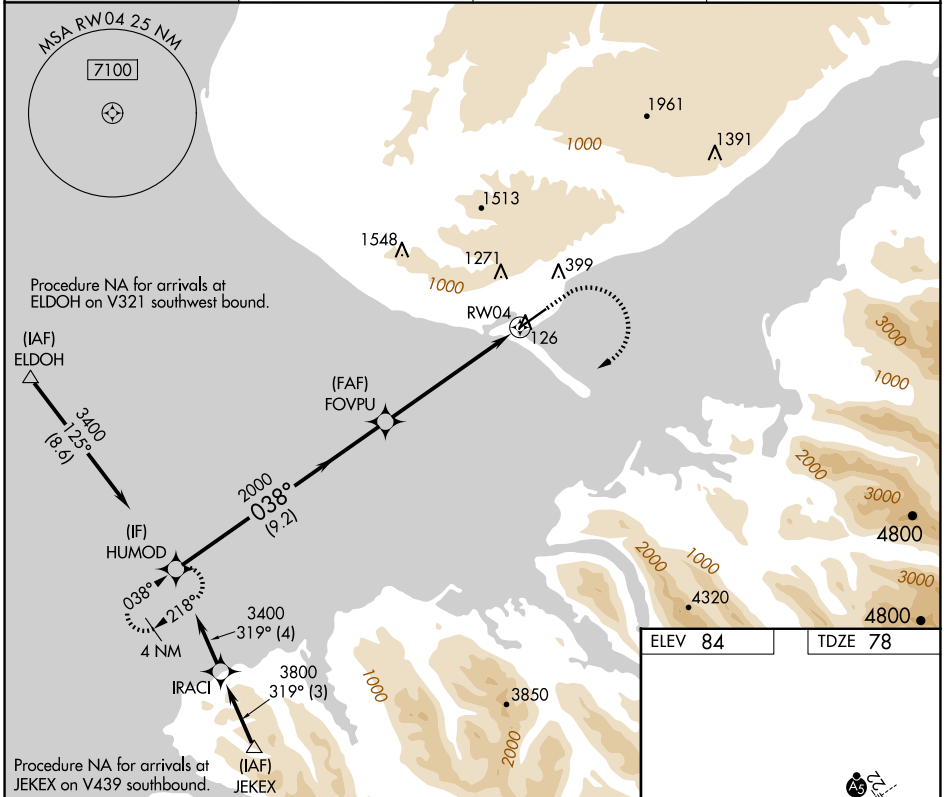 MSA RW04 25 NM
7100
1961
1000
1391
1513
1548
1271
399
1000
Procedure NA for arrivals at
ELDOH on V321 southwest bound.
RW04
126
(IAF)
ELDOH
3400
125°
(8.6)
(FAF)
FOVPU
3000
1000
2000
038°
(9.2)
2000
3000
4800
(IF)
HUMOD
038°
218°
4 NM
3400
319° (4)
IRACI
3800
319° (3)
(IAF)
JEKEX
Procedure NA for arrivals at
JEKEX on V439 southbound.
1000
3850
2000
2000
1000
4320
3000
4800
ELEV 84
TDZE 78
A5
22